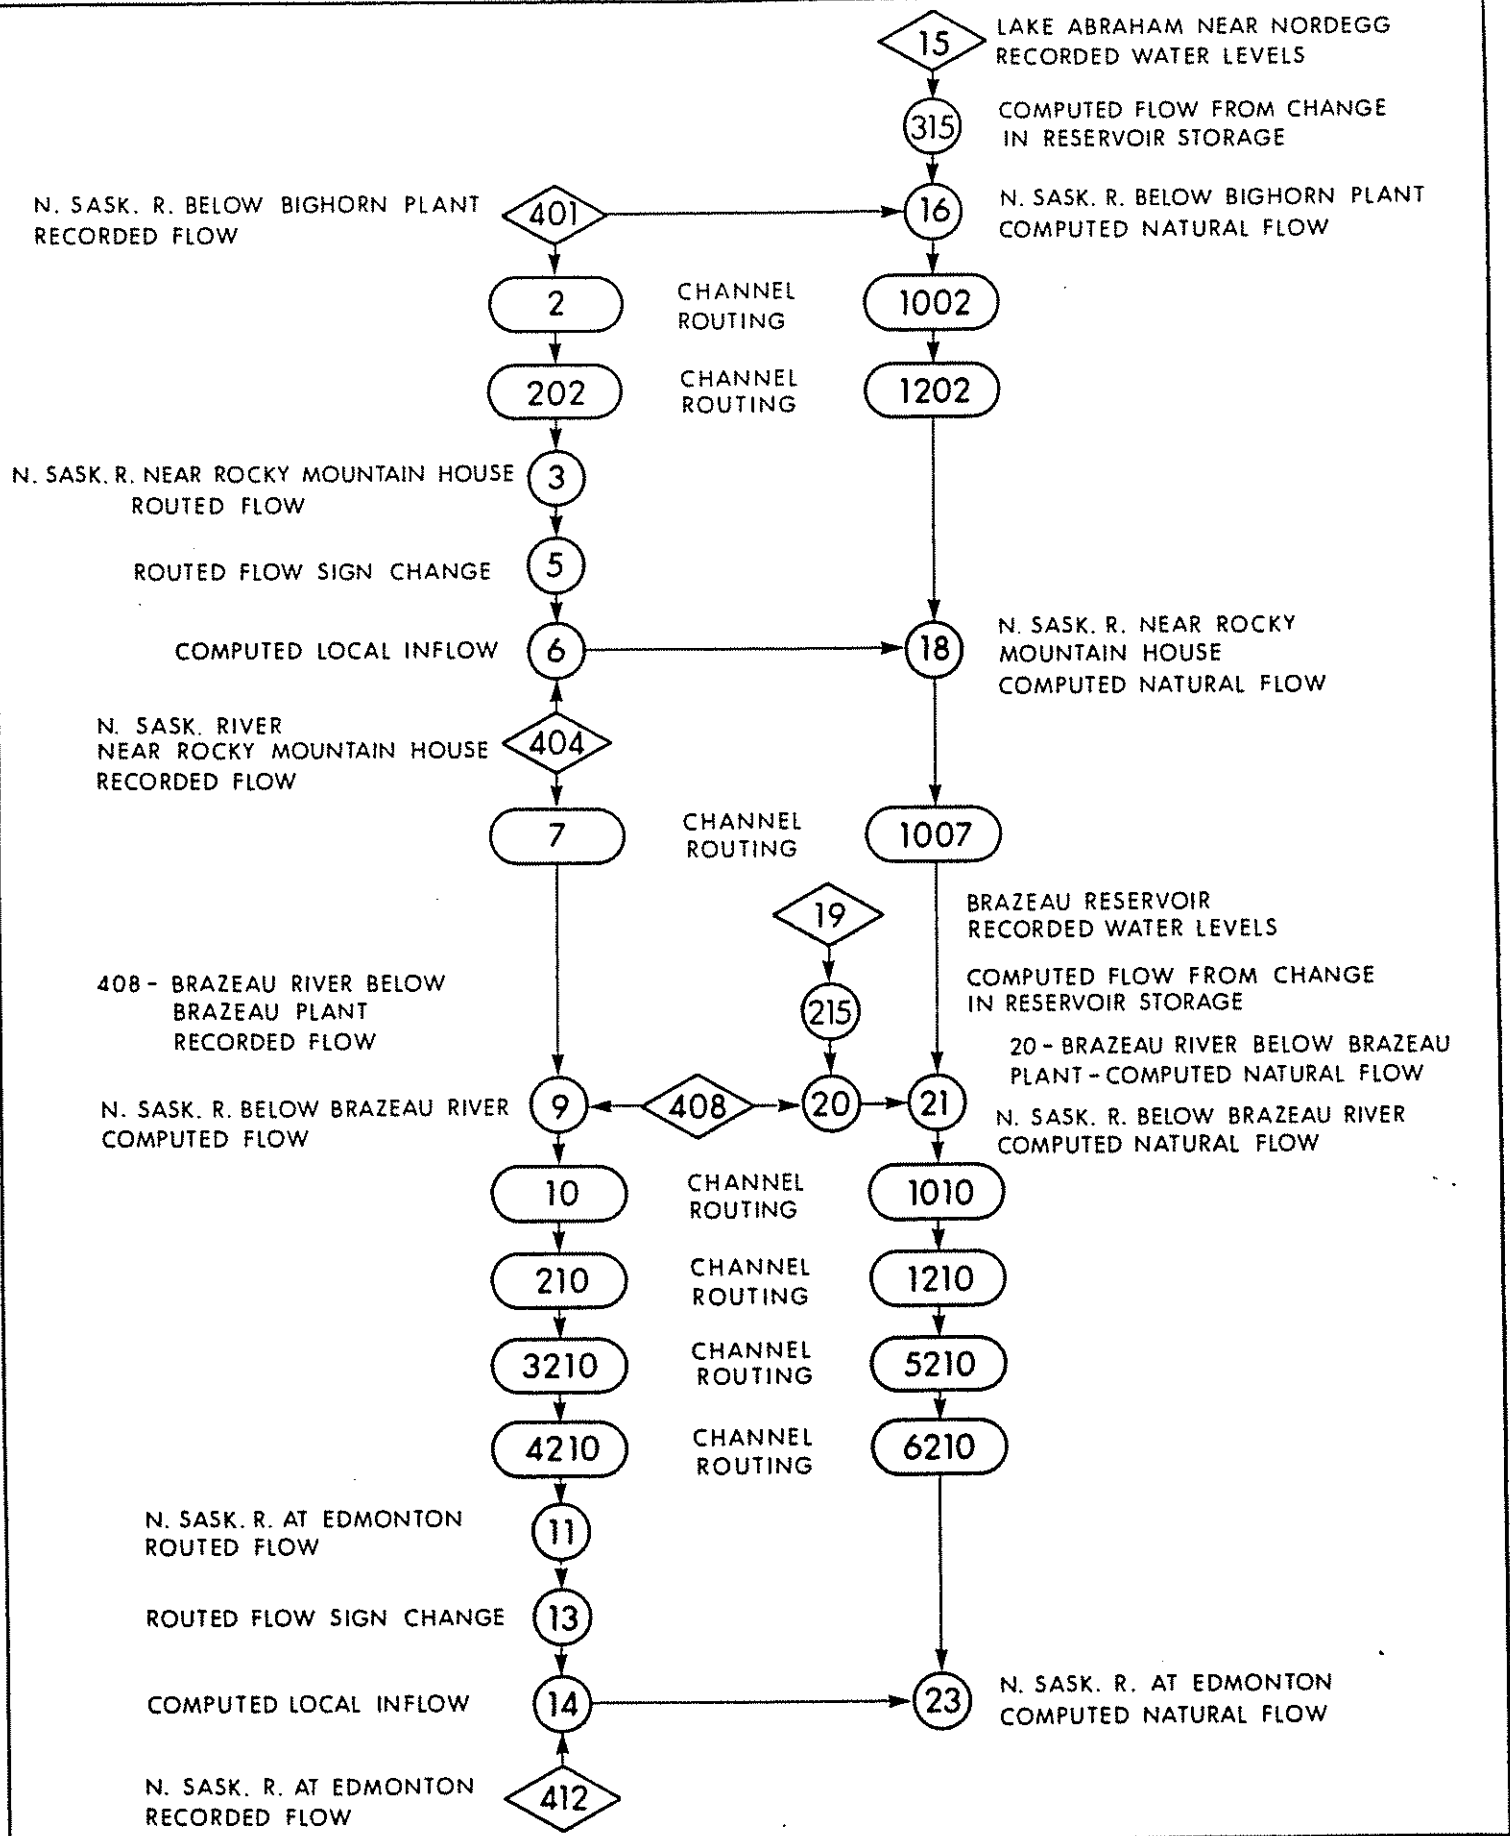 15
LAKE ABRAHAM NEAR NORDEGG
RECORDED WATER LEVELS
315
COMPUTED FLOW FROM CHANGE
IN RESERVOIR STORAGE
N. SASK. R. BELOW BIGHORN PLANT
RECORDED FLOW
401
16
N. SASK. R. BELOW BIGHORN PLANT
COMPUTED NATURAL FLOW
2
CHANNEL
ROUTING
1002
202
CHANNEL
ROUTING
1202
N. SASK. R. NEAR ROCKY MOUNTAIN HOUSE
ROUTED FLOW
3
ROUTED FLOW SIGN CHANGE
5
COMPUTED LOCAL INFLOW
6
18
N. SASK. R. NEAR ROCKY
MOUNTAIN HOUSE
COMPUTED NATURAL FLOW
N. SASK. RIVER
NEAR ROCKY MOUNTAIN HOUSE
RECORDED FLOW
404
7
CHANNEL
ROUTING
1007
19
BRAZEAU RESERVOIR
RECORDED WATER LEVELS
408 - BRAZEAU RIVER BELOW
BRAZEAU PLANT
RECORDED FLOW
215
COMPUTED FLOW FROM CHANGE
IN RESERVOIR STORAGE
20 - BRAZEAU RIVER BELOW BRAZEAU
PLANT - COMPUTED NATURAL FLOW
N. SASK. R. BELOW BRAZEAU RIVER
COMPUTED FLOW
9
408
20
21
N. SASK. R. BELOW BRAZEAU RIVER
COMPUTED NATURAL FLOW
10
CHANNEL
ROUTING
1010
210
CHANNEL
ROUTING
1210
3210
CHANNEL
ROUTING
5210
4210
CHANNEL
ROUTING
6210
N. SASK. R. AT EDMONTON
ROUTED FLOW
11
ROUTED FLOW SIGN CHANGE
13
COMPUTED LOCAL INFLOW
14
23
N. SASK. R. AT EDMONTON
COMPUTED NATURAL FLOW
N. SASK. R. AT EDMONTON
RECORDED FLOW
412